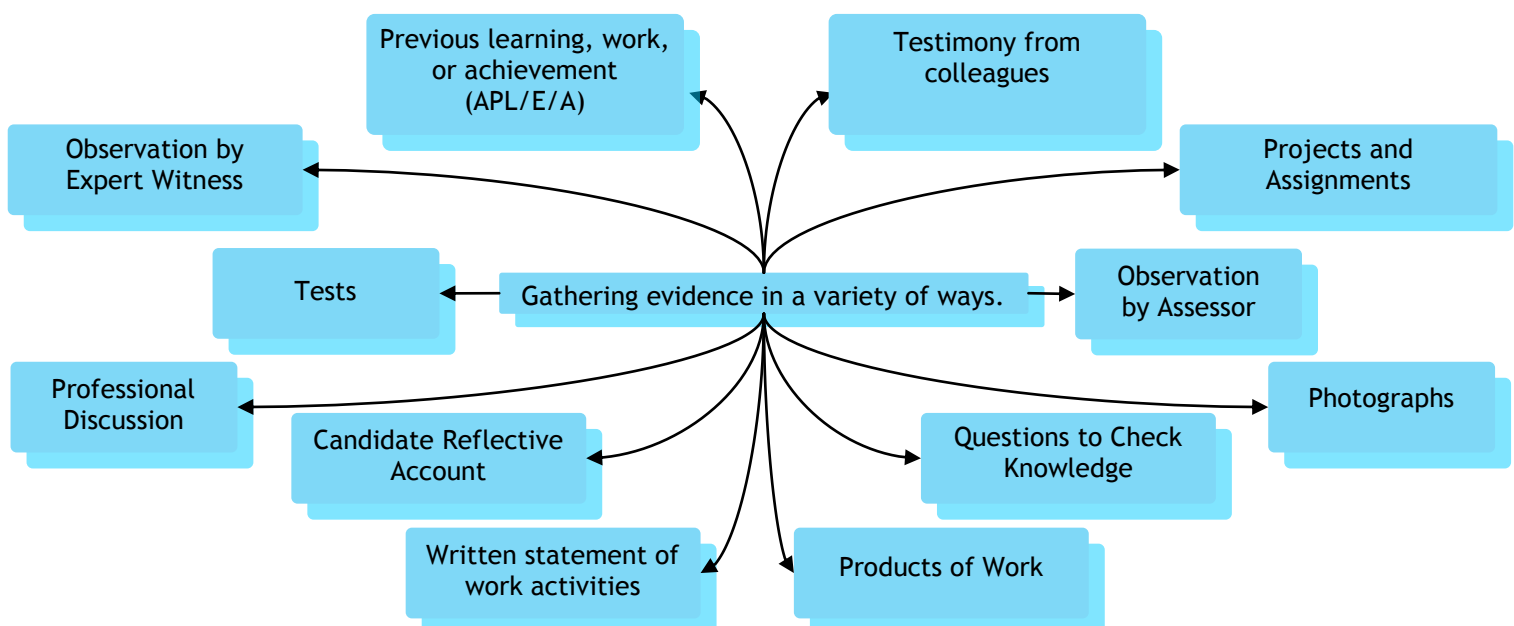 Previous learning, work,
or achievement
(APL/E/A)
Testimony from
colleagues
Observation by
Expert Witness
Projects and
Assignments
Tests
Gathering evidence in a variety of ways.
Observation
by Assessor
Professional
Discussion
Photographs
Candidate Reflective
Account
Questions to Check
Knowledge
Written statement of
work activities
Products of Work